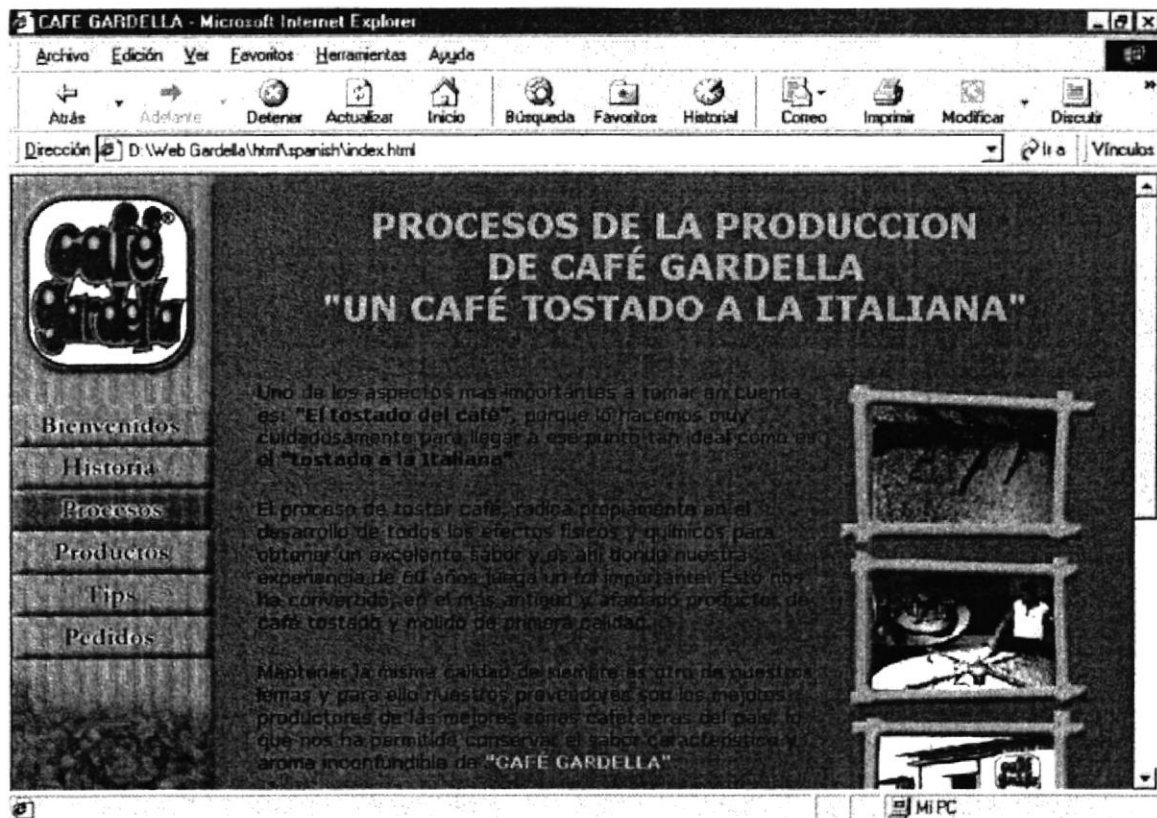 CAFE GARDELLA - Microsoft Internet Explorer
Archivo Edición Ver Favoritos Herramientas Ayuda
Atrás Adelante Detener Actualizar Inicio Búsqueda Favoritos Historial Correo Imprimir Modificar Discutir
Dirección D:\Web Gardella\html\spanish\index.html Ir a Vínculos
café
gardella
Bienvenidos
Historia
Procesos
Productos
Tips
Pedidos
PROCESOS DE LA PRODUCCION
DE CAFÉ GARDELLA
"UN CAFÉ TOSTADO A LA ITALIANA"
Uno de los aspectos mas importantes a tomar en cuenta
es: "El tostado del café", porque lo hacemos muy
cuidadosamente para llegar a ese punto tan ideal como es
el "tostado a la Italiana"
El proceso de tostar café, radica propiamente en el
desarrollo de todos los efectos físicos y químicos para
obtener un excelente sabor y es ahí donde nuestra
experiencia de 60 años juega un rol importante. Esto nos
ha convertido, en el más antiguo y afamado productor de
café tostado y molido de primera calidad.
Mantener la misma calidad de siempre es otro de nuestros
lemas y para ello nuestros proveedores son los mejores
productores de las mejores zonas cafetaleras del país, lo
que nos ha permitido conservar el sabor característico y
aroma inconfundible de "CAFÉ GARDELLA"
Mi PC